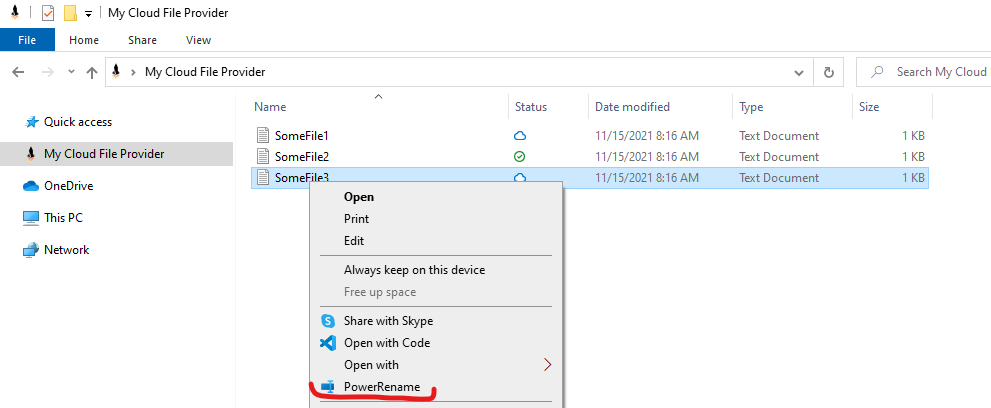 My Cloud File Provider
File Home Share View
My Cloud File Provider Search My Cloud
Name Status Date modified Type Size
Quick access
My Cloud File Provider
OneDrive
This PC
Network
SomeFile1 11/15/2021 8:16 AM Text Document 1 KB
SomeFile2 11/15/2021 8:16 AM Text Document 1 KB
SomeFile3 11/15/2021 8:16 AM Text Document 1 KB
Open
Print
Edit
Always keep on this device
Free up space
Share with Skype
Open with Code
Open with
PowerRename